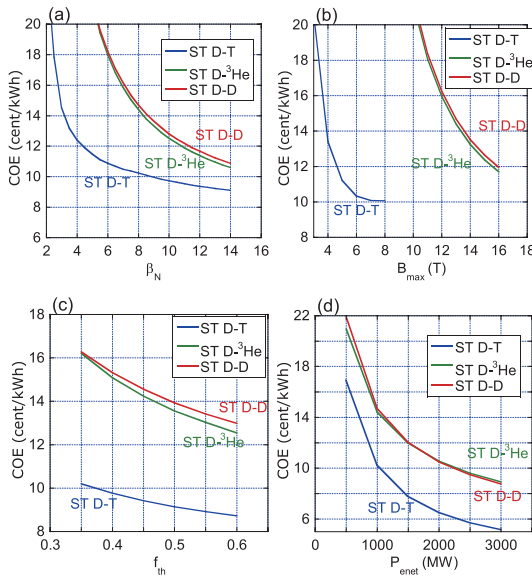 (a)
20
18
16
14
12
10
8
6
COE (cent/kWh)
ST D-T
ST D-³He
ST D-D
ST D-D
ST D-³He
ST D-T
2 4 6 8 10 12 14 16
β_N
(b)
20
18
16
14
12
10
8
6
COE (cent/kWh)
ST D-T
ST D-³He
ST D-D
ST D-D
ST D-³He
ST D-T
4 6 8 10 12 14 16 18
B_max (T)
(c)
18
16
14
12
10
8
COE (cent/kWh)
ST D-T
ST D-³He
ST D-D
ST D-D
ST D-³He
ST D-T
0.3 0.4 0.5 0.6
f_th
(d)
22
18
14
10
6
COE (cent/kWh)
ST D-T
ST D-³He
ST D-D
ST D-³He
ST D-D
ST D-T
0 1000 2000 3000
P_enet (MW)